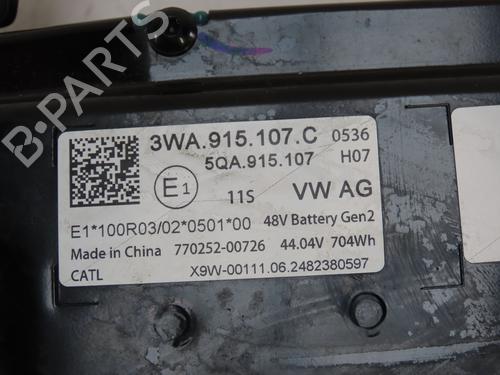 3WA.915.107.C 0536
5QA.915.107 H07
E1 11S VW AG
E1*100R03/02*0501*00 48V Battery Gen2
Made in China 770252-00726 44.04V 704Wh
CATL X9W-00111.06.2482380597
B-Parts